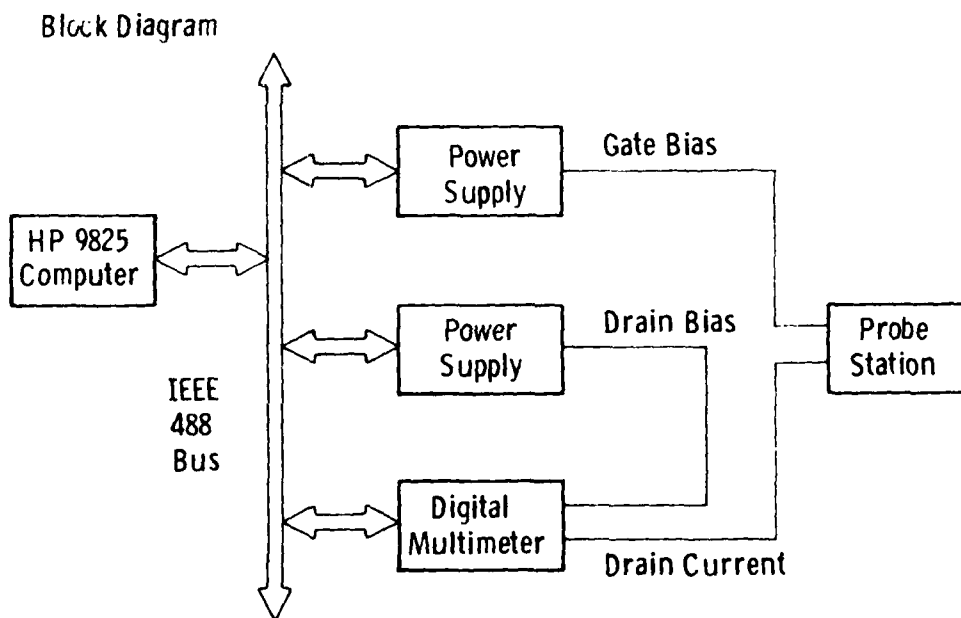 Block Diagram
Power
Supply
Gate Bias
HP 9825
Computer
Power
Supply
Drain Bias
Probe
Station
IEEE
488
Bus
Digital
Multimeter
Drain Current